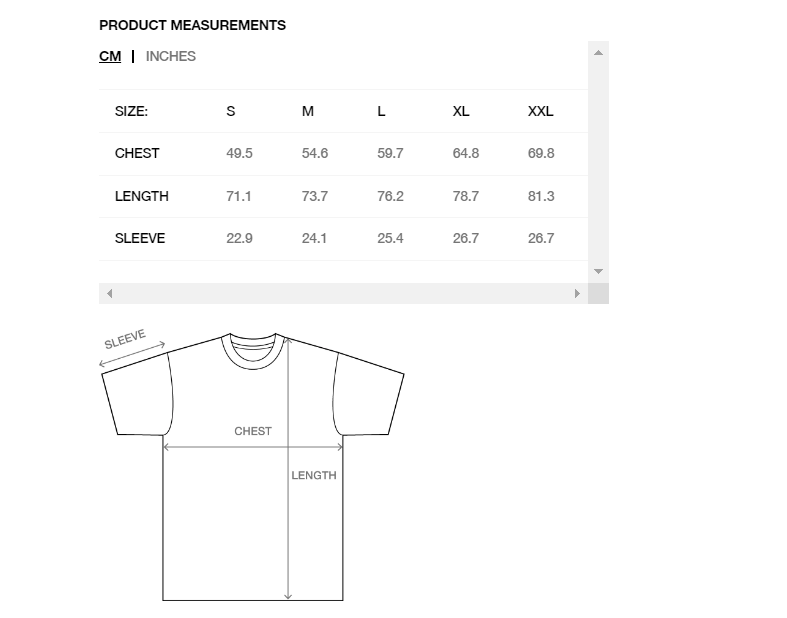 PRODUCT MEASUREMENTS
CM | INCHES
SIZE: S M L XL XXL
CHEST 49.5 54.6 59.7 64.8 69.8
LENGTH 71.1 73.7 76.2 78.7 81.3
SLEEVE 22.9 24.1 25.4 26.7 26.7
SLEEVE
CHEST
LENGTH